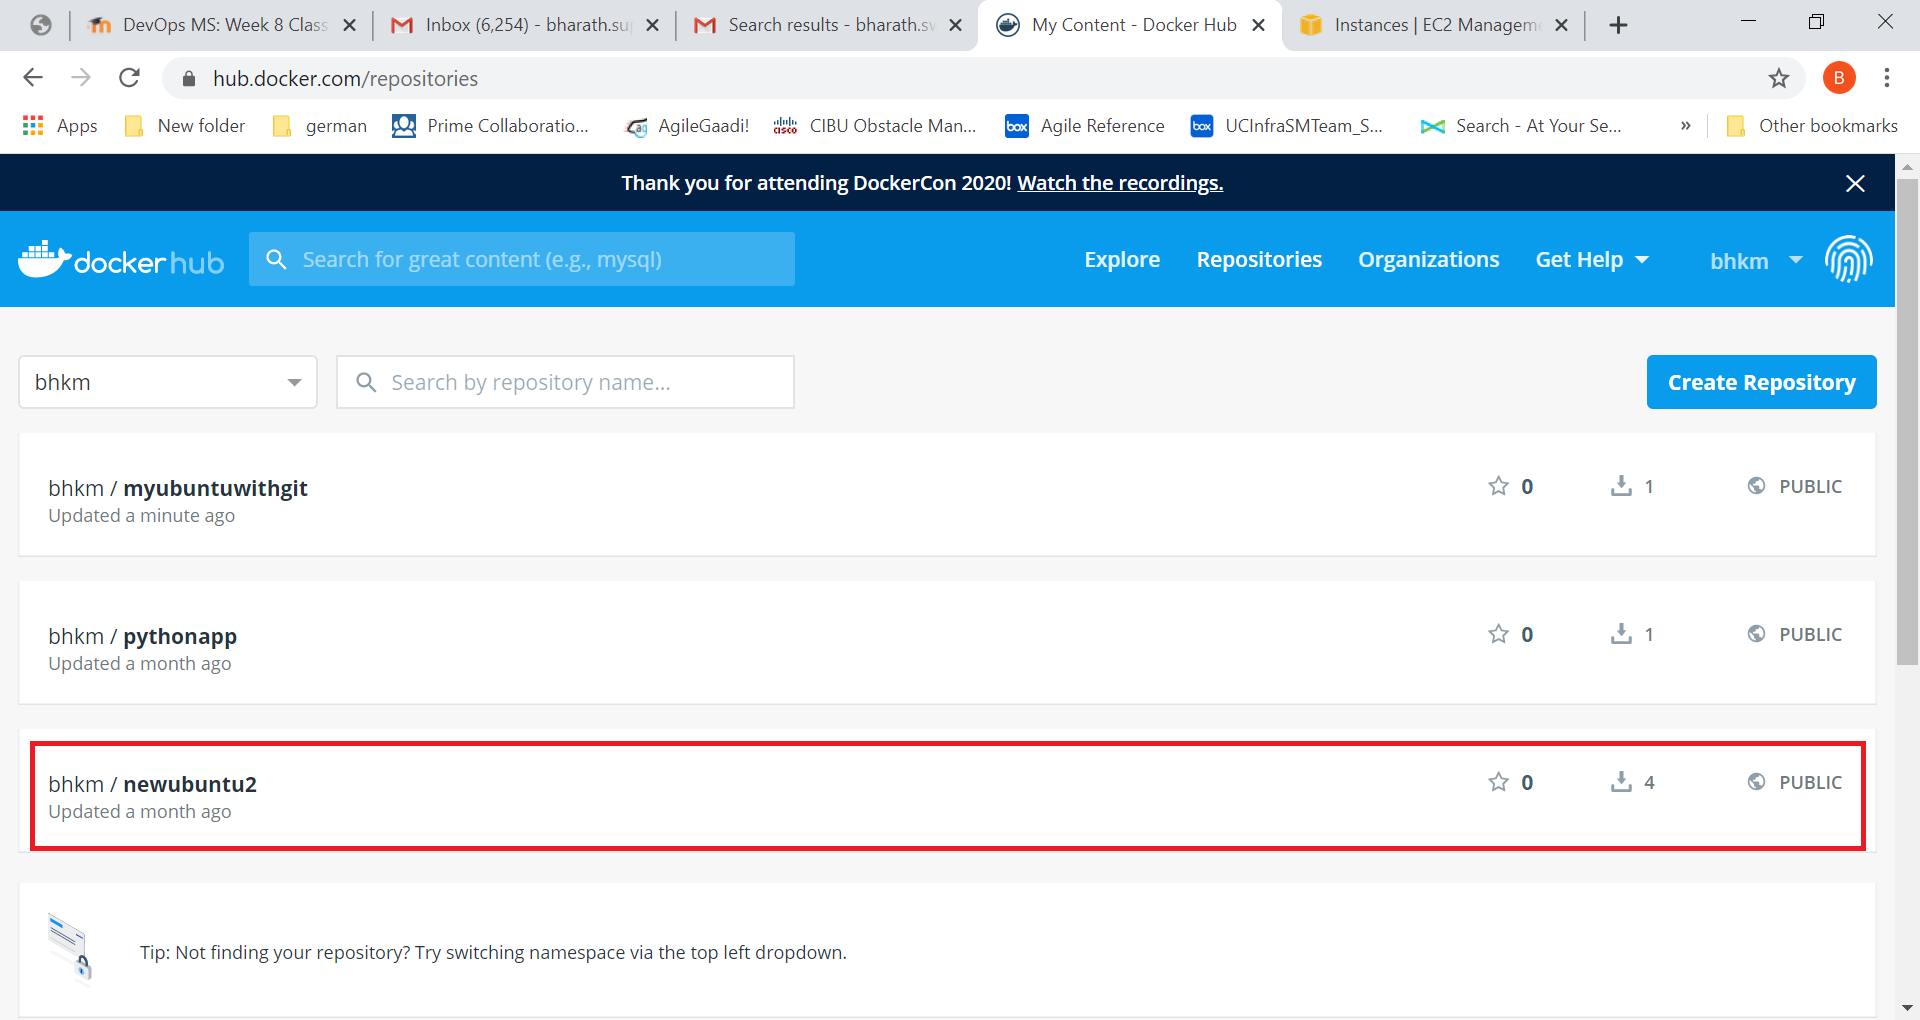 DevOps MS: Week 8 Class
Inbox (6,254) - bharath.su
Search results - bharath.sw
My Content - Docker Hub
Instances | EC2 Managem
hub.docker.com/repositories
B
Apps
New folder
german
Prime Collaboratio...
AgileGaadi!
CIBU Obstacle Man...
Agile Reference
UCInfraSMTeam_S...
Search - At Your Se...
»
Other bookmarks
Thank you for attending DockerCon 2020! Watch the recordings.
docker hub
Search for great content (e.g., mysql)
Explore
Repositories
Organizations
Get Help
bhkm
bhkm
Search by repository name...
Create Repository
bhkm / myubuntuwithgit
0
1
PUBLIC
Updated a minute ago
bhkm / pythonapp
0
1
PUBLIC
Updated a month ago
bhkm / newubuntu2
0
4
PUBLIC
Updated a month ago
Tip: Not finding your repository? Try switching namespace via the top left dropdown.